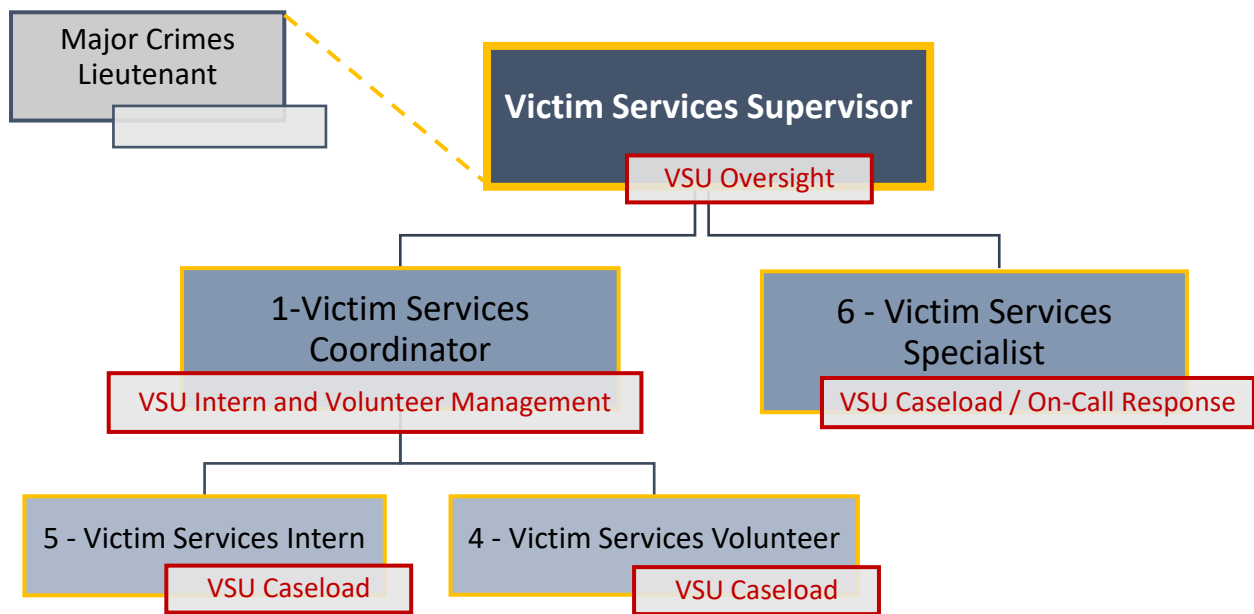 Major Crimes
Lieutenant
Victim Services Supervisor
VSU Oversight
1-Victim Services
Coordinator
VSU Intern and Volunteer Management
6 - Victim Services
Specialist
VSU Caseload / On-Call Response
5 - Victim Services Intern
VSU Caseload
4 - Victim Services Volunteer
VSU Caseload